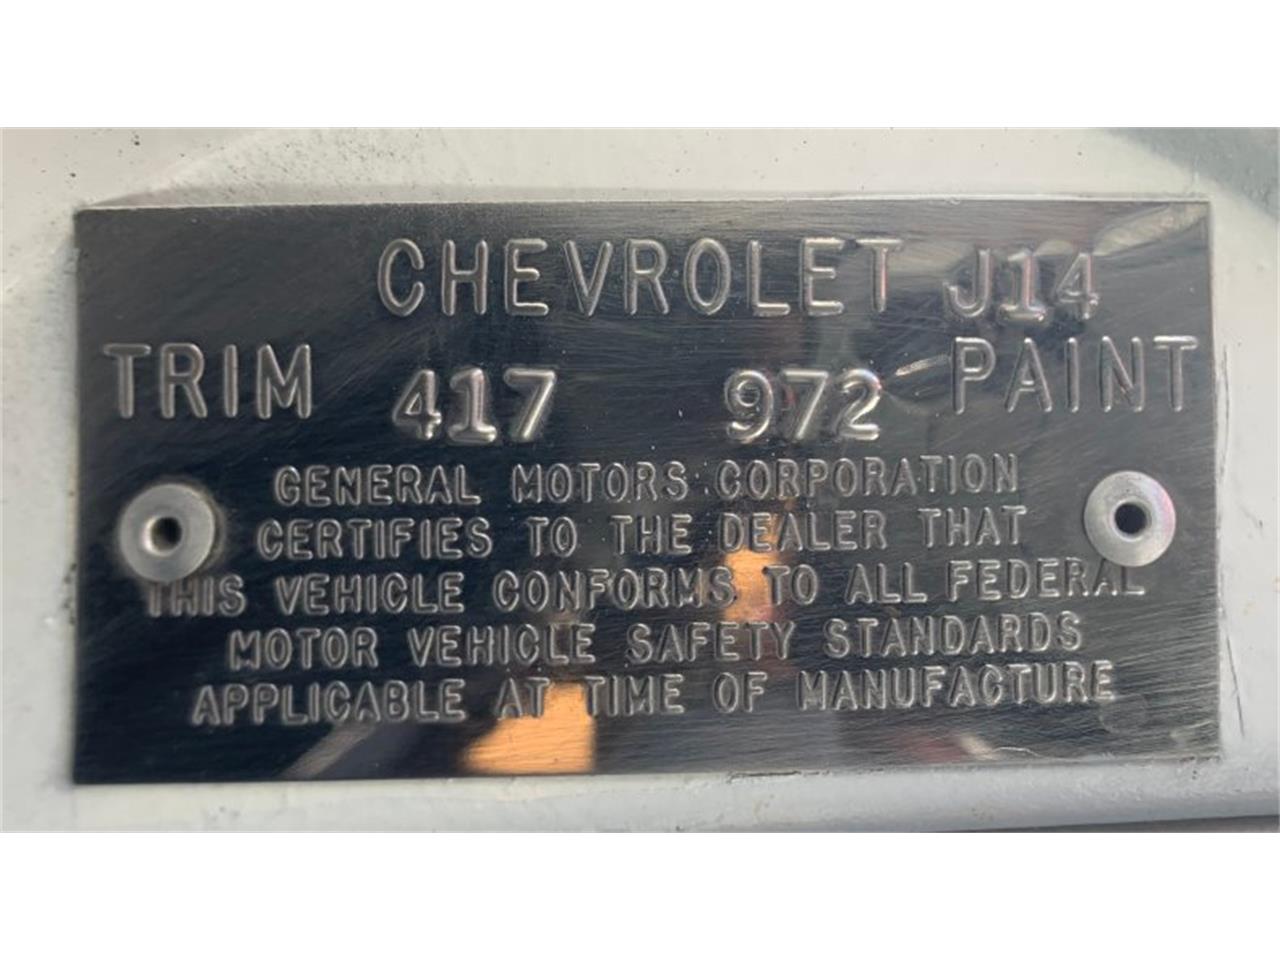 CHEVROLET J14
TRIM 417 972 PAINT
GENERAL MOTORS CORPORATION
CERTIFIES TO THE DEALER THAT
THIS VEHICLE CONFORMS TO ALL FEDERAL
MOTOR VEHICLE SAFETY STANDARDS
APPLICABLE AT TIME OF MANUFACTURE